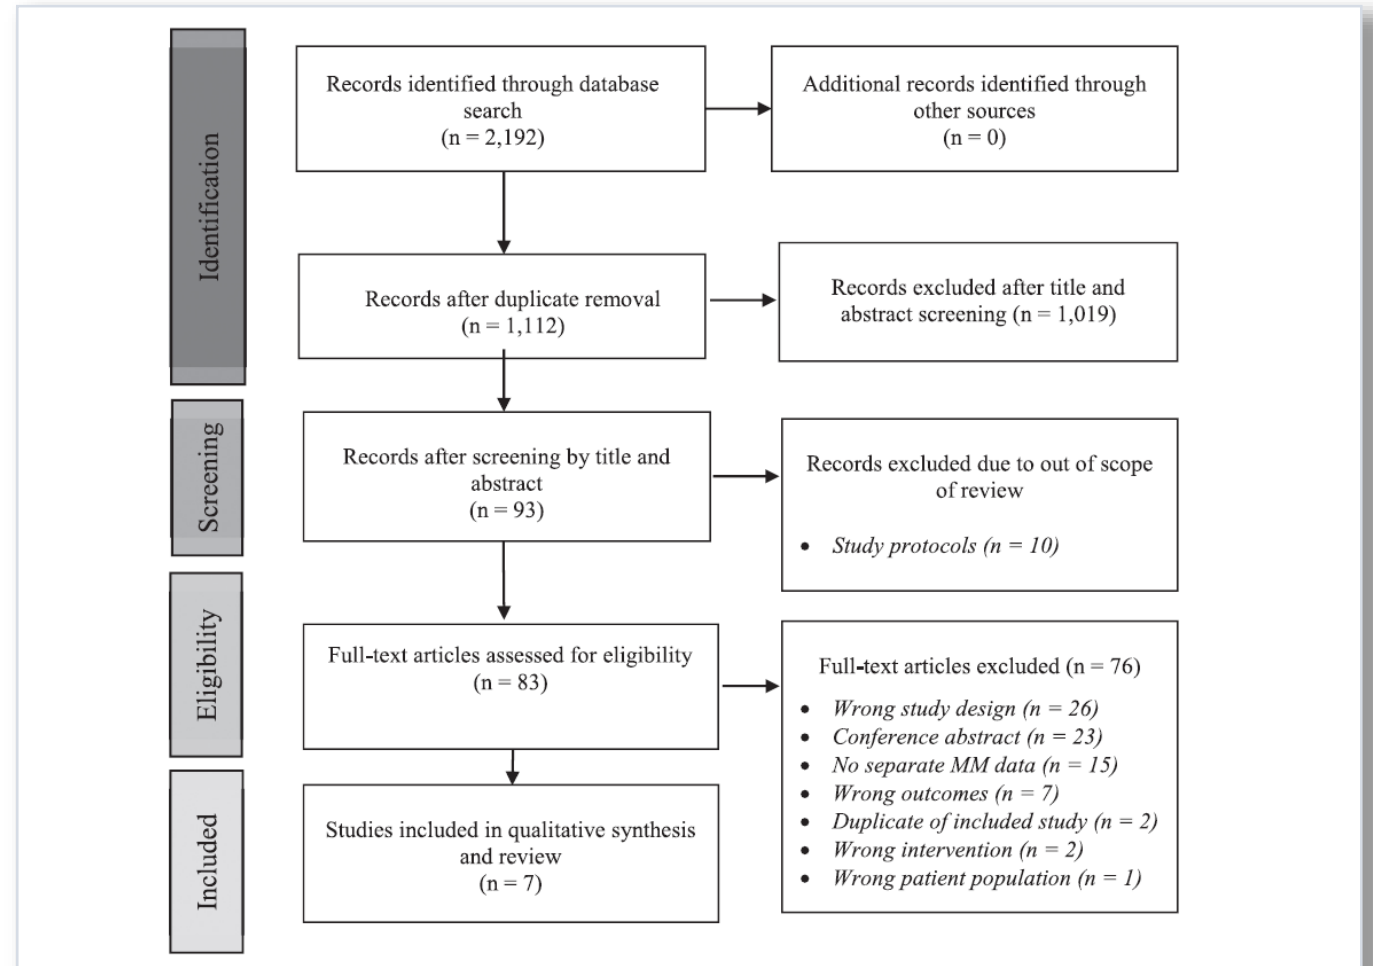 Identification
Records identified through database
search
(n = 2,192)
Additional records identified through
other sources
(n = 0)
Records after duplicate removal
(n = 1,112)
Records excluded after title and
abstract screening (n = 1,019)
Screening
Records after screening by title and
abstract
(n = 93)
Records excluded due to out of scope
of review
• Study protocols (n = 10)
Eligibility
Full-text articles assessed for eligibility
(n = 83)
Full-text articles excluded (n = 76)
• Wrong study design (n = 26)
• Conference abstract (n = 23)
• No separate MM data (n = 15)
• Wrong outcomes (n = 7)
• Duplicate of included study (n = 2)
• Wrong intervention (n = 2)
• Wrong patient population (n = 1)
Included
Studies included in qualitative synthesis
and review
(n = 7)